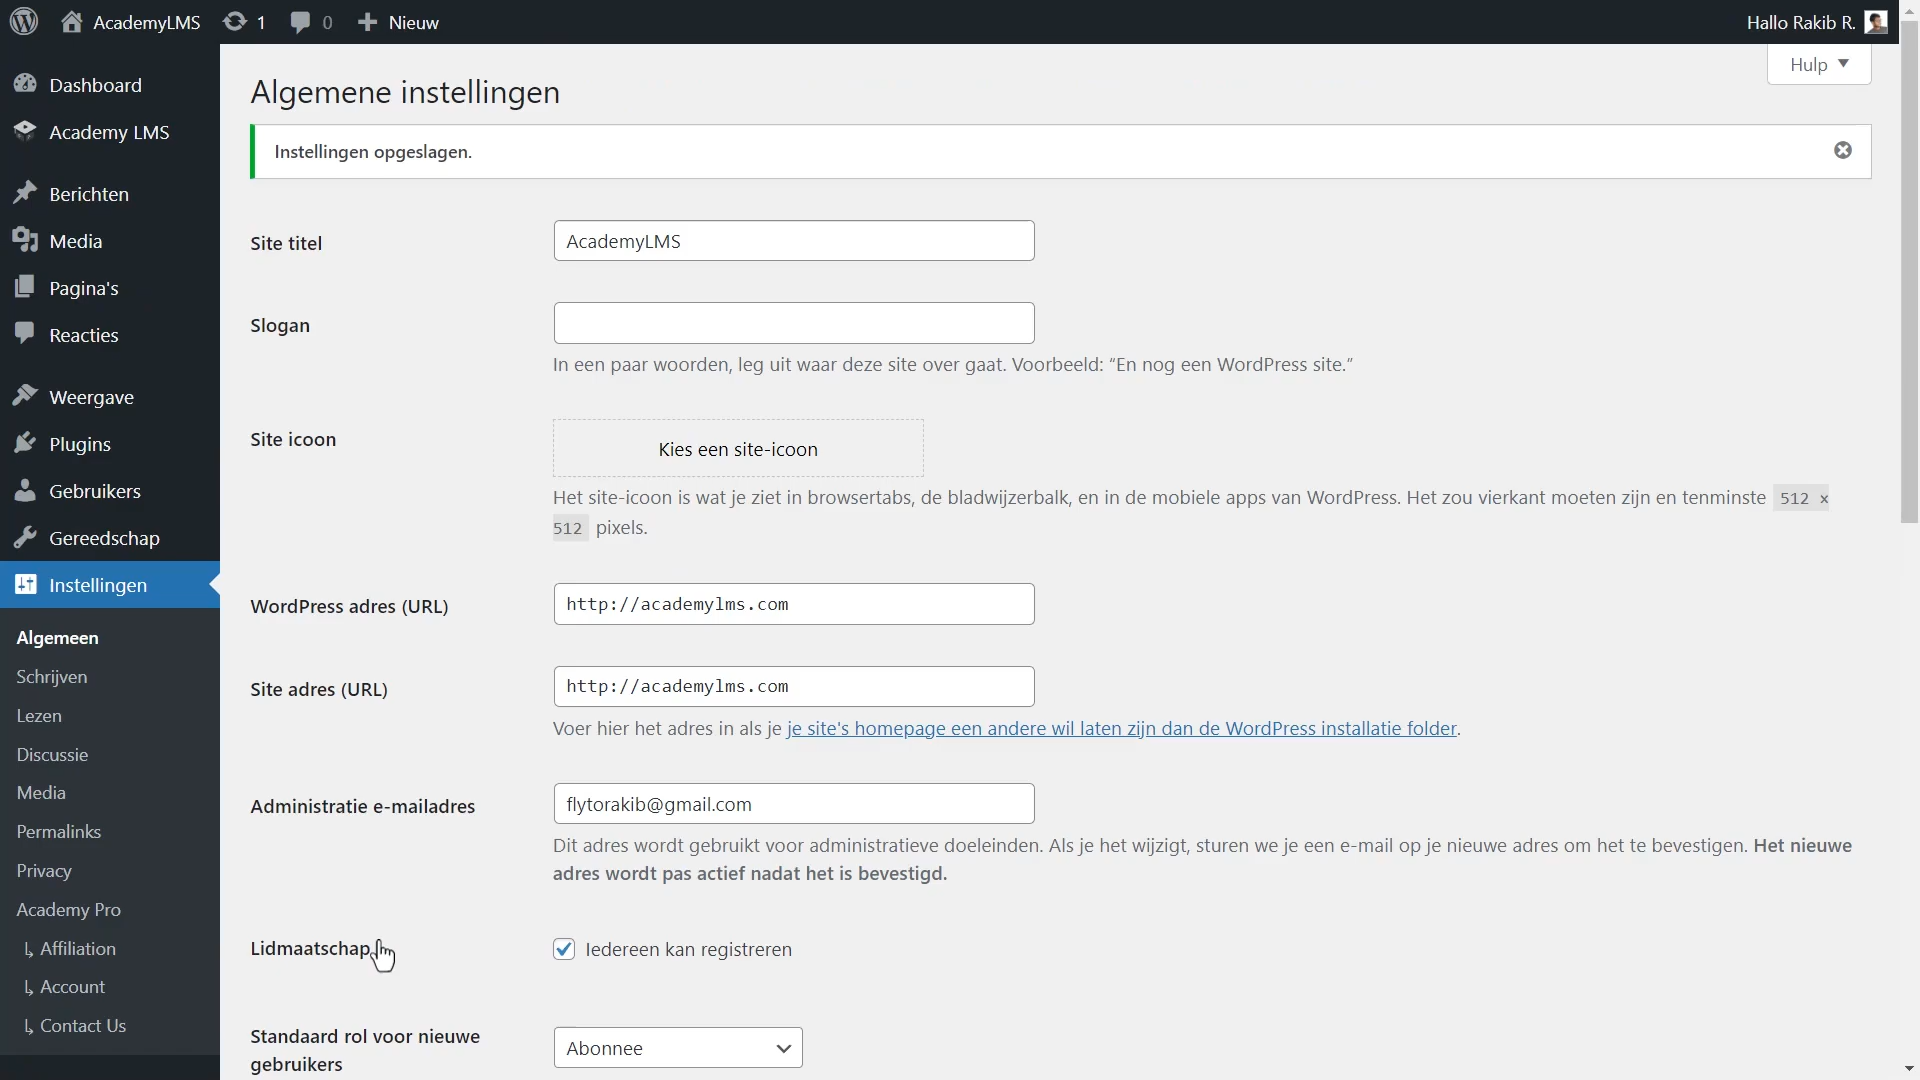 AcademyLMS 1 0 Nieuw Hallo Rakib R.
Hulp
Dashboard
Academy LMS
Berichten
Media
Pagina's
Reacties
Weergave
Plugins
Gebruikers
Gereedschap
Instellingen
Algemeen
Schrijven
Lezen
Discussie
Media
Permalinks
Privacy
Academy Pro
↳ Affiliation
↳ Account
↳ Contact Us
Algemene instellingen
Instellingen opgeslagen.
Site titel AcademyLMS
Slogan
In een paar woorden, leg uit waar deze site over gaat. Voorbeeld: “En nog een WordPress site.”
Site icoon Kies een site-icoon
Het site-icoon is wat je ziet in browsertabs, de bladwijzerbalk, en in de mobiele apps van WordPress. Het zou vierkant moeten zijn en tenminste 512 ×
512 pixels.
WordPress adres (URL) http://academylms.com
Site adres (URL) http://academylms.com
Voer hier het adres in als je je site's homepage een andere wil laten zijn dan de WordPress installatie folder.
Administratie e-mailadres flytorakib@gmail.com
Dit adres wordt gebruikt voor administratieve doeleinden. Als je het wijzigt, sturen we je een e-mail op je nieuwe adres om het te bevestigen. Het nieuwe
adres wordt pas actief nadat het is bevestigd.
Lidmaatschap Iedereen kan registreren
Standaard rol voor nieuwe
gebruikers
Abonnee